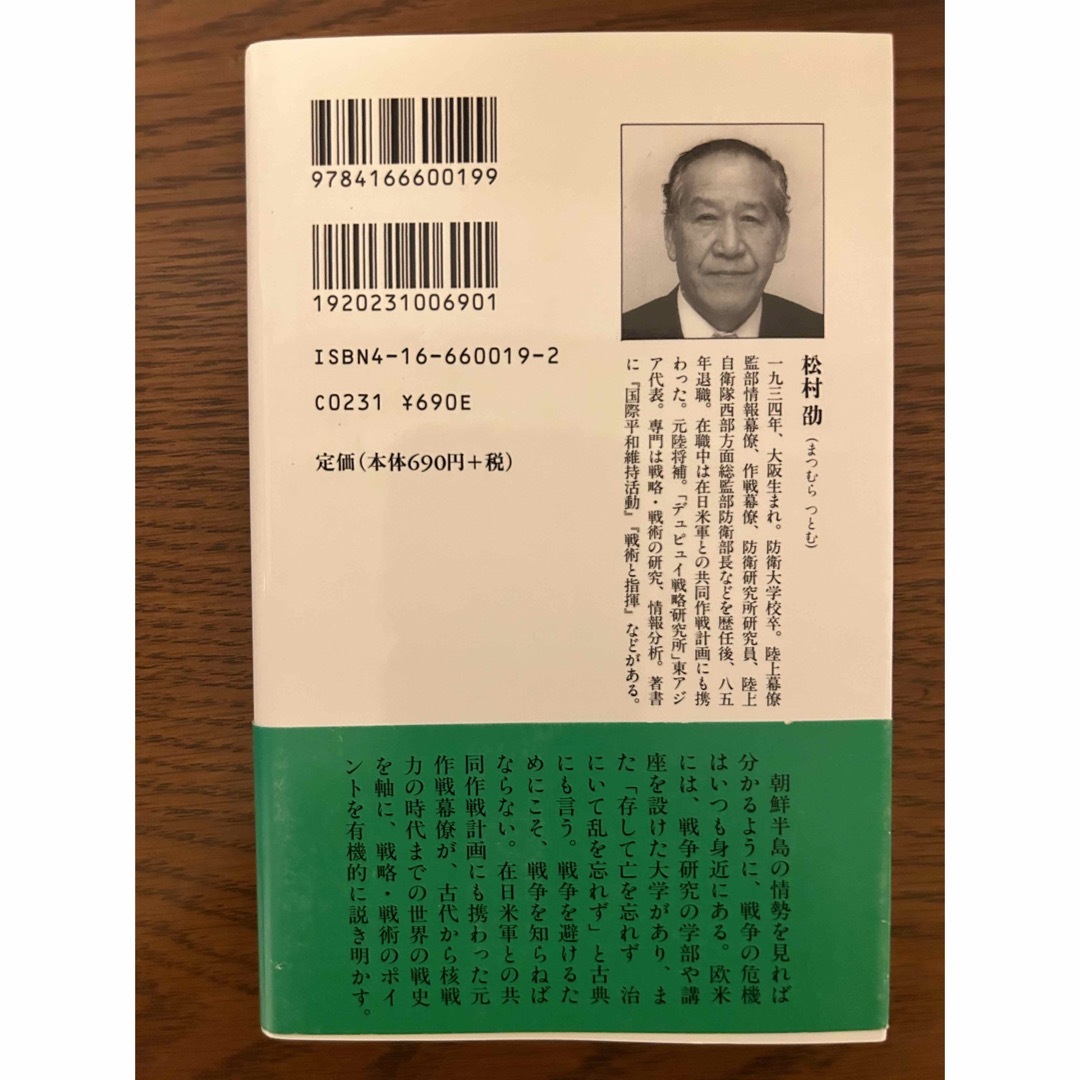 9784166600199
1920231006901
ISBN4-16-660019-2
C0231 ¥690E
定価(本体690円+税)
松村 劭(まつむら つとむ)
一九三四年、大阪生まれ。防衛大学校卒。陸上幕僚
監部情報幕僚、作戦幕僚、防衛研究所研究員、陸上
自衛隊西部方面総監部防衛部長などを歴任後、八五
年退職。在職中は在日米軍との共同作戦計画にも携
わった。元陸将補。「デュピュイ戦略研究所」東アジ
ア代表。専門は戦略・戦術の研究、情報分析。著書
に『国際平和維持活動』『戦術と指揮』などがある。
朝鮮半島の情勢を見れば
分かるように、戦争の危機
はいつも身近にある。欧米
には、戦争研究の学部や講
座を設けた大学があり、ま
た「存して亡を忘れず 治
にいて乱を忘れず」と古典
にも言う。戦争を避けるた
めにこそ、戦争を知らねば
ならない。在日米軍との共
同作戦計画にも携わった元
作戦幕僚が、古代から核戦
力の時代までの世界の戦史
を軸に、戦略・戦術のポイ
ントを有機的に説き明かす。